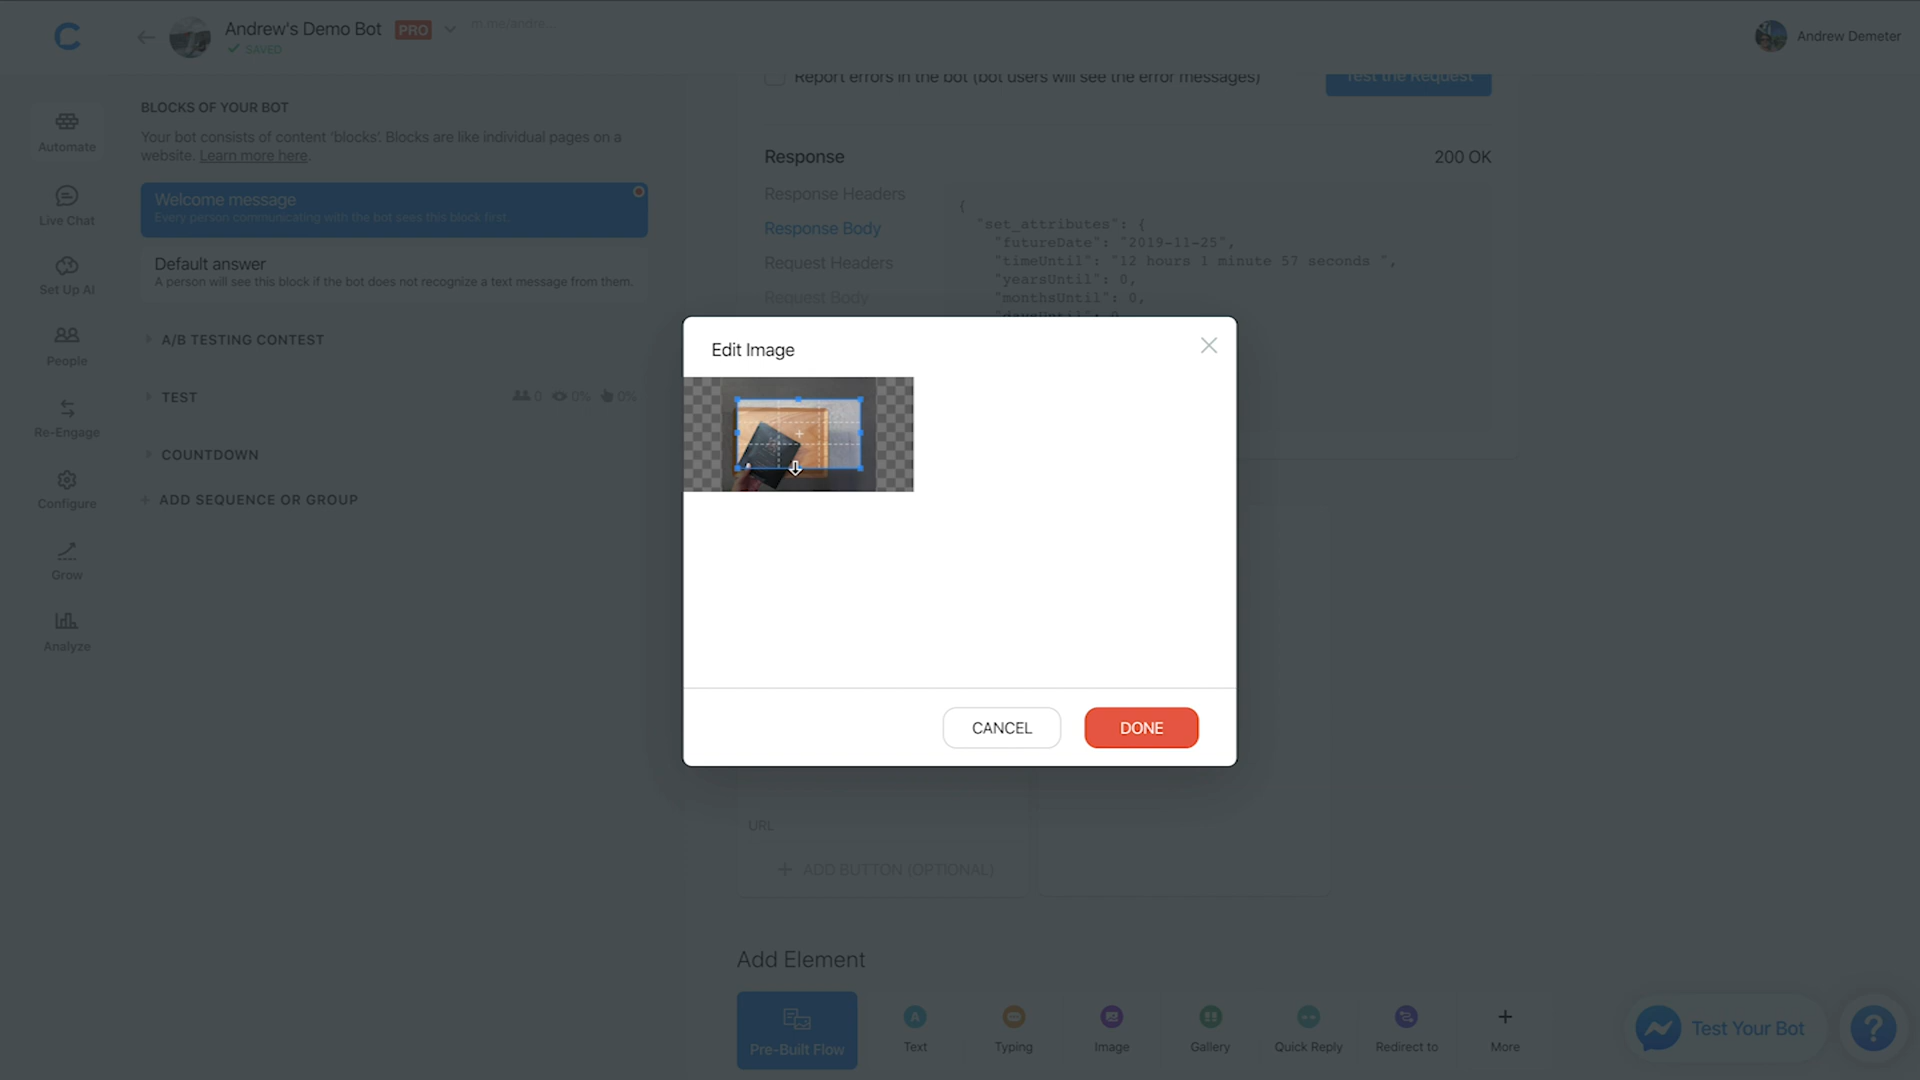 Andrew's Demo Bot PRO
SAVED
Andrew Demeter
Automate
Live Chat
Set Up AI
People
Re-Engage
Configure
Grow
Analyze
BLOCKS OF YOUR BOT
Your bot consists of content 'blocks'. Blocks are like individual pages on a
website. Learn more here.
Welcome message
Every person communicating with the bot sees this block first.
Default answer
A person will see this block if the bot does not recognize a text message from them.
A/B TESTING CONTEST
TEST 0 0% 0%
COUNTDOWN
+ ADD SEQUENCE OR GROUP
Report errors in the bot (bot users will see the error messages)
Test the Request
Response 200 OK
Response Headers
Response Body
Request Headers
Request Body
{
"set_attributes": {
"futureDate": "2019-11-25",
"timeUntil": "12 hours 1 minute 57 seconds ",
"yearsUntil": 0,
"monthsUntil": 0,
"daysUntil": 0
Edit Image
CANCEL
DONE
URL
+ ADD BUTTON (OPTIONAL)
Add Element
Pre-Built Flow
Text
Typing
Image
Gallery
Quick Reply
Redirect to
More
Test Your Bot
?